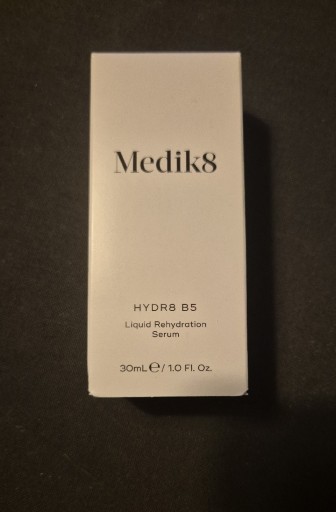 Medik8
HYDR8 B5
Liquid Rehydration
Serum
30mL ℮ / 1.0 Fl. Oz.